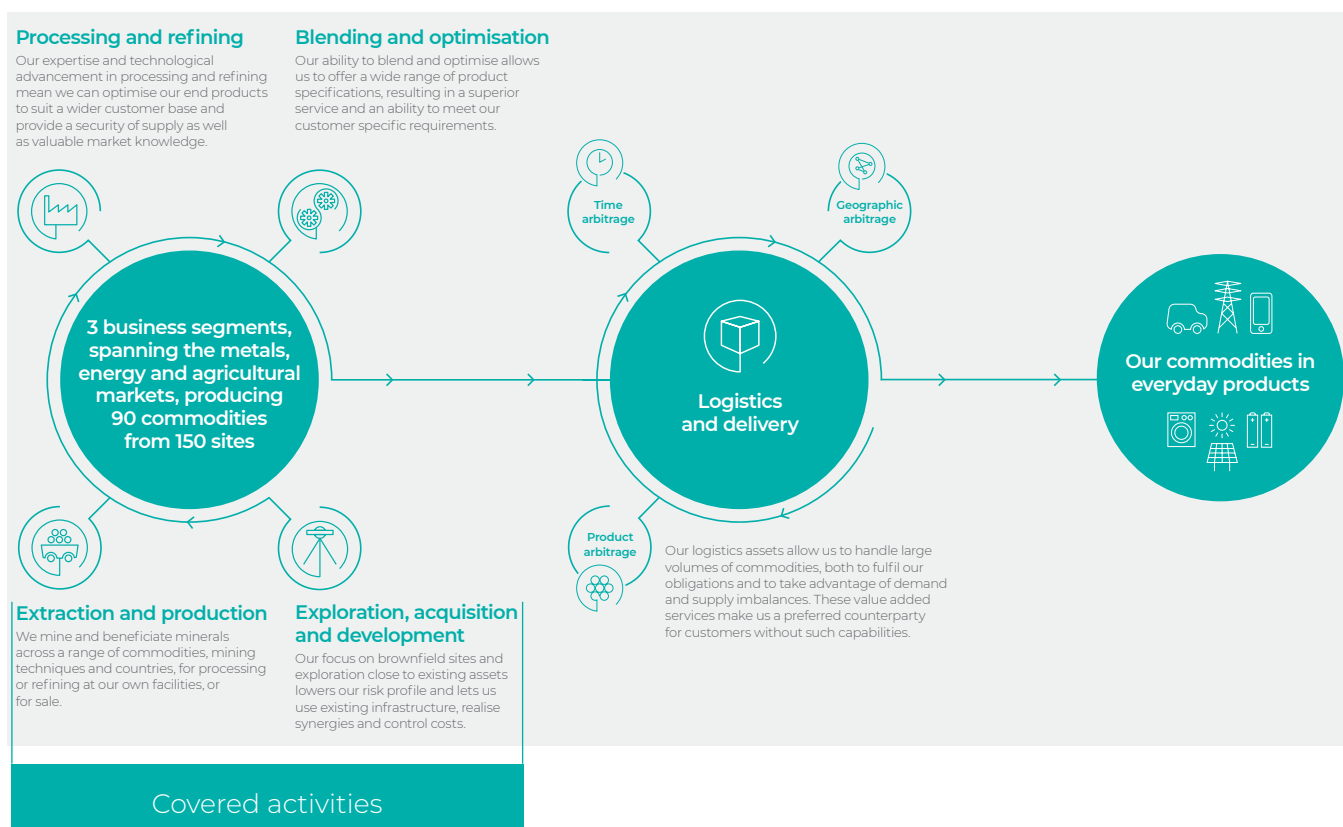 Processing and refining
Our expertise and technological
advancement in processing and refining
mean we can optimise our end products
to suit a wider customer base and
provide a security of supply as well
as valuable market knowledge.
Blending and optimisation
Our ability to blend and optimise allows
us to offer a wide range of product
specifications, resulting in a superior
service and an ability to meet our
customer specific requirements.
3 business segments,
spanning the metals,
energy and agricultural
markets, producing
90 commodities
from 150 sites
Extraction and production
We mine and beneficiate minerals
across a range of commodities, mining
techniques and countries, for processing
or refining at our own facilities, or
for sale.
Exploration, acquisition
and development
Our focus on brownfield sites and
exploration close to existing assets
lowers our risk profile and lets us
use existing infrastructure, realise
synergies and control costs.
Time
arbitrage
Geographic
arbitrage
Logistics
and delivery
Product
arbitrage
Our logistics assets allow us to handle large
volumes of commodities, both to fulfil our
obligations and to take advantage of demand
and supply imbalances. These value added
services make us a preferred counterparty
for customers without such capabilities.
Our commodities in
everyday products
Covered activities